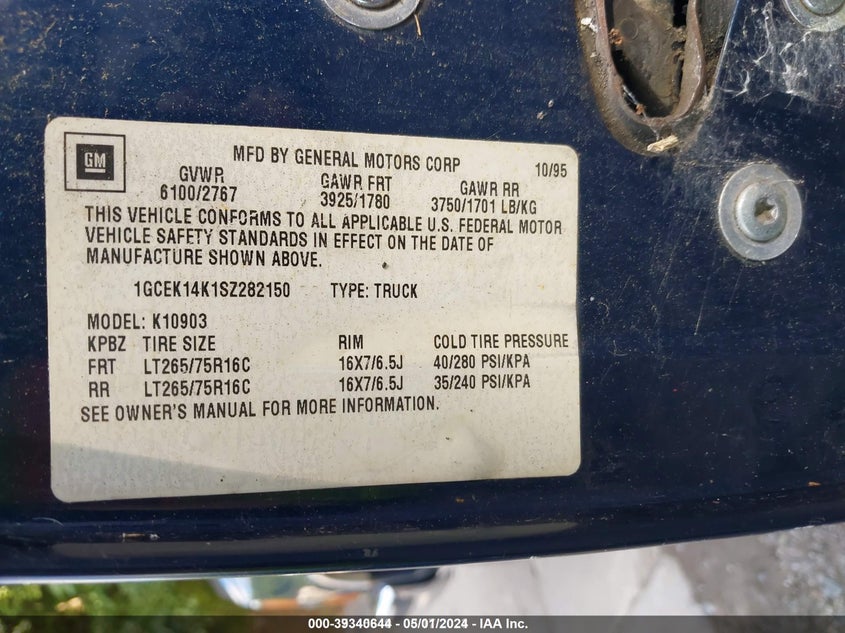 GM
MFD BY GENERAL MOTORS CORP 10/95
GVWR GAWR FRT GAWR RR
6100/2767 3925/1780 3750/1701 LB/KG
THIS VEHICLE CONFORMS TO ALL APPLICABLE U.S. FEDERAL MOTOR
VEHICLE SAFETY STANDARDS IN EFFECT ON THE DATE OF
MANUFACTURE SHOWN ABOVE.
1GCEK14K1SZ282150 TYPE: TRUCK
MODEL: K10903
KPBZ TIRE SIZE RIM COLD TIRE PRESSURE
FRT LT265/75R16C 16X7/6.5J 40/280 PSI/KPA
RR LT265/75R16C 16X7/6.5J 35/240 PSI/KPA
SEE OWNER'S MANUAL FOR MORE INFORMATION.
000-39340644 - 05/01/2024 - IAA Inc.